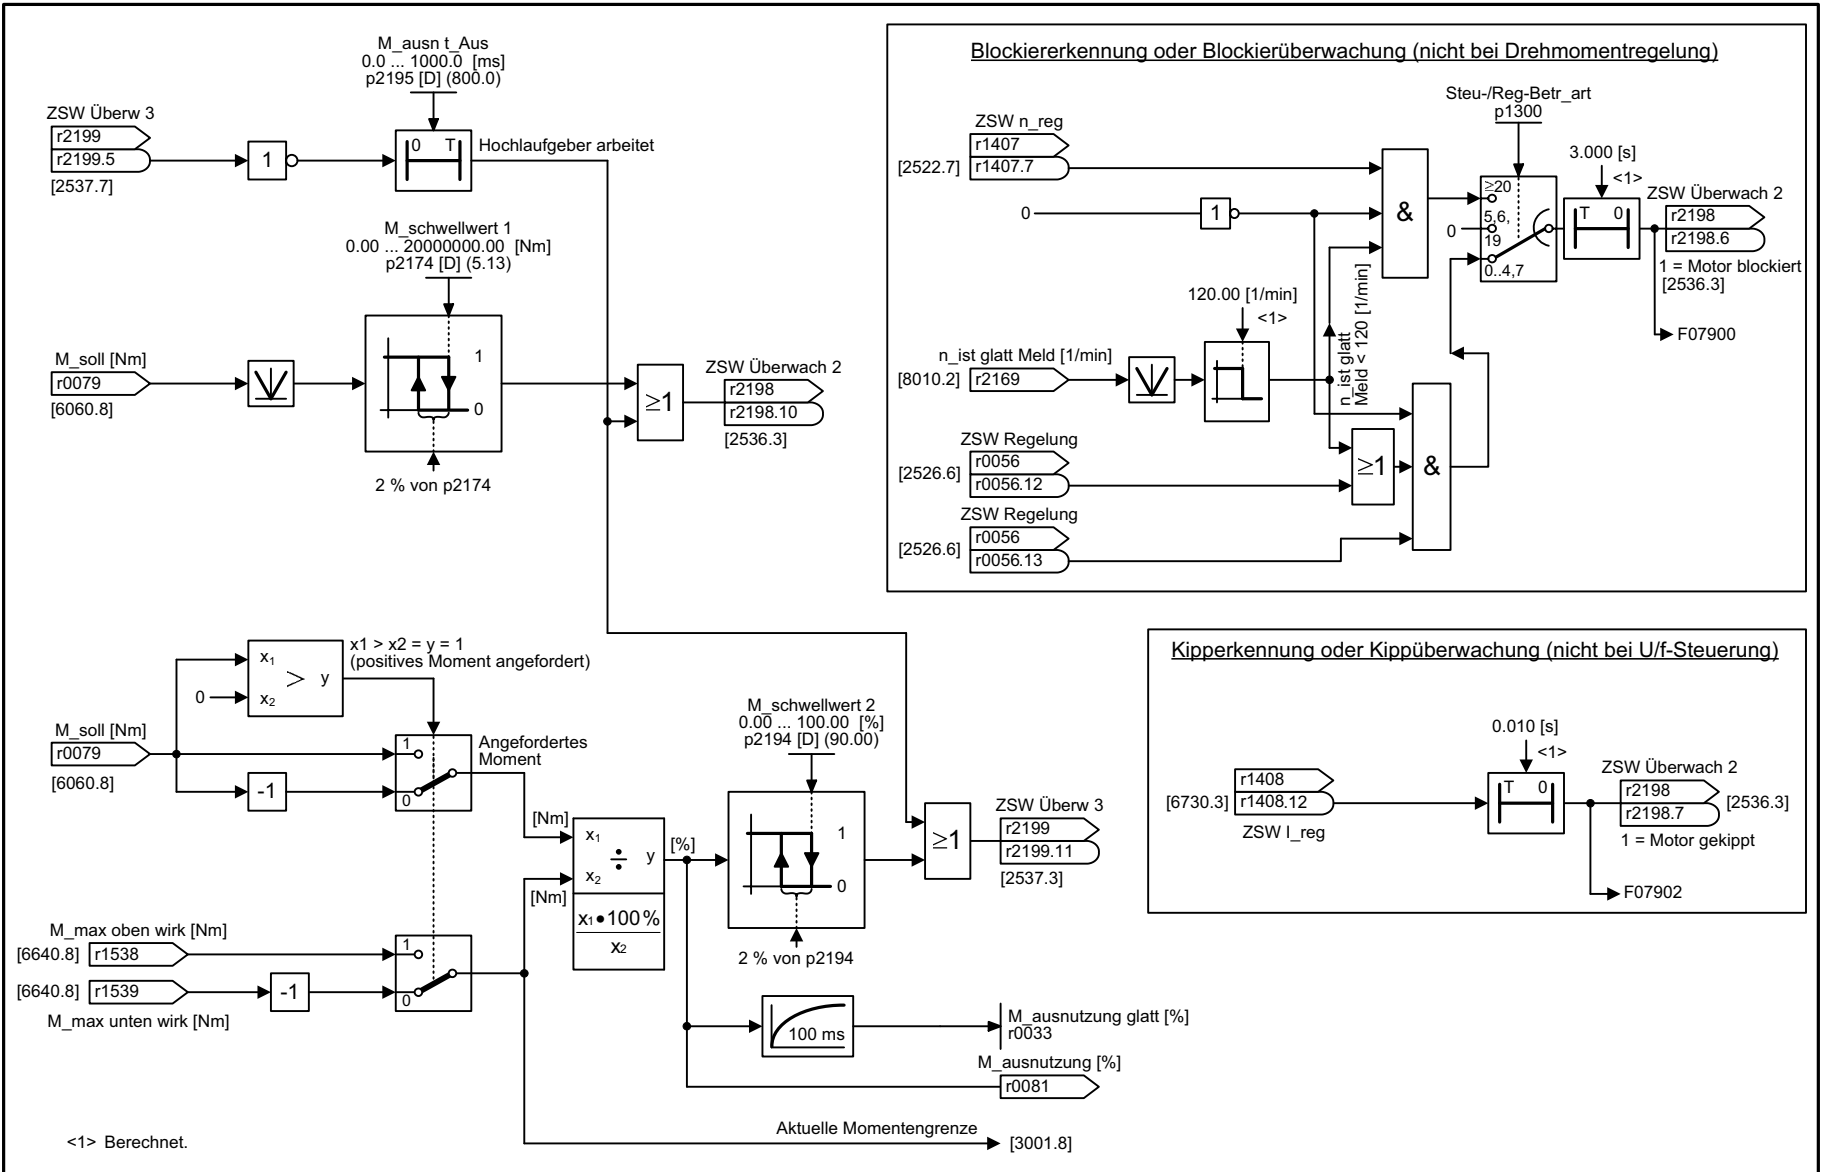 M_ausn t_Aus
0.0 ... 1000.0 [ms]
p2195 [D] (800.0)
ZSW Überw 3
r2199
r2199.5
[2537.7]
1
0 T
Hochlaufgeber arbeitet
M_schwellwert 1
0.00 ... 20000000.00 [Nm]
p2174 [D] (5.13)
M_soll [Nm]
r0079
[6060.8]
1
0
2 % von p2174
≥1
ZSW Überwach 2
r2198
r2198.10
[2536.3]
Blockiererkennung oder Blockierüberwachung (nicht bei Drehmomentregelung)
ZSW n_reg
r1407
[2522.7]
r1407.7
0
1
&
Steu-/Reg-Betr_art
p1300
≥20
5,6,
0
19
0..4,7
3.000 [s]
<1>
T 0
ZSW Überwach 2
r2198
r2198.6
1 = Motor blockiert
[2536.3]
F07900
120.00 [1/min]
<1>
n_ist glatt Meld [1/min]
[8010.2]
r2169
n_ist glatt
Meld < 120 [1/min]
ZSW Regelung
r0056
[2526.6]
r0056.12
≥1
&
ZSW Regelung
r0056
[2526.6]
r0056.13
x1 > x2 = y = 1
(positives Moment angefordert)
x1
> y
0
x2
M_soll [Nm]
r0079
[6060.8]
-1
1
0
Angefordertes
Moment
M_max oben wirk [Nm]
[6640.8]
r1538
[6640.8]
r1539
-1
M_max unten wirk [Nm]
1
0
[Nm]
x1
÷ y
x2
[Nm]
x1•100%
x2
[%]
M_schwellwert 2
0.00 ... 100.00 [%]
p2194 [D] (90.00)
1
0
2 % von p2194
≥1
ZSW Überw 3
r2199
r2199.11
[2537.3]
100 ms
M_ausnutzung glatt [%]
r0033
M_ausnutzung [%]
r0081
Aktuelle Momentengrenze
[3001.8]
Kipperkennung oder Kippüberwachung (nicht bei U/f-Steuerung)
0.010 [s]
<1>
r1408
[6730.3]
r1408.12
ZSW I_reg
T 0
ZSW Überwach 2
r2198
[2536.3]
r2198.7
1 = Motor gekippt
F07902
<1> Berechnet.